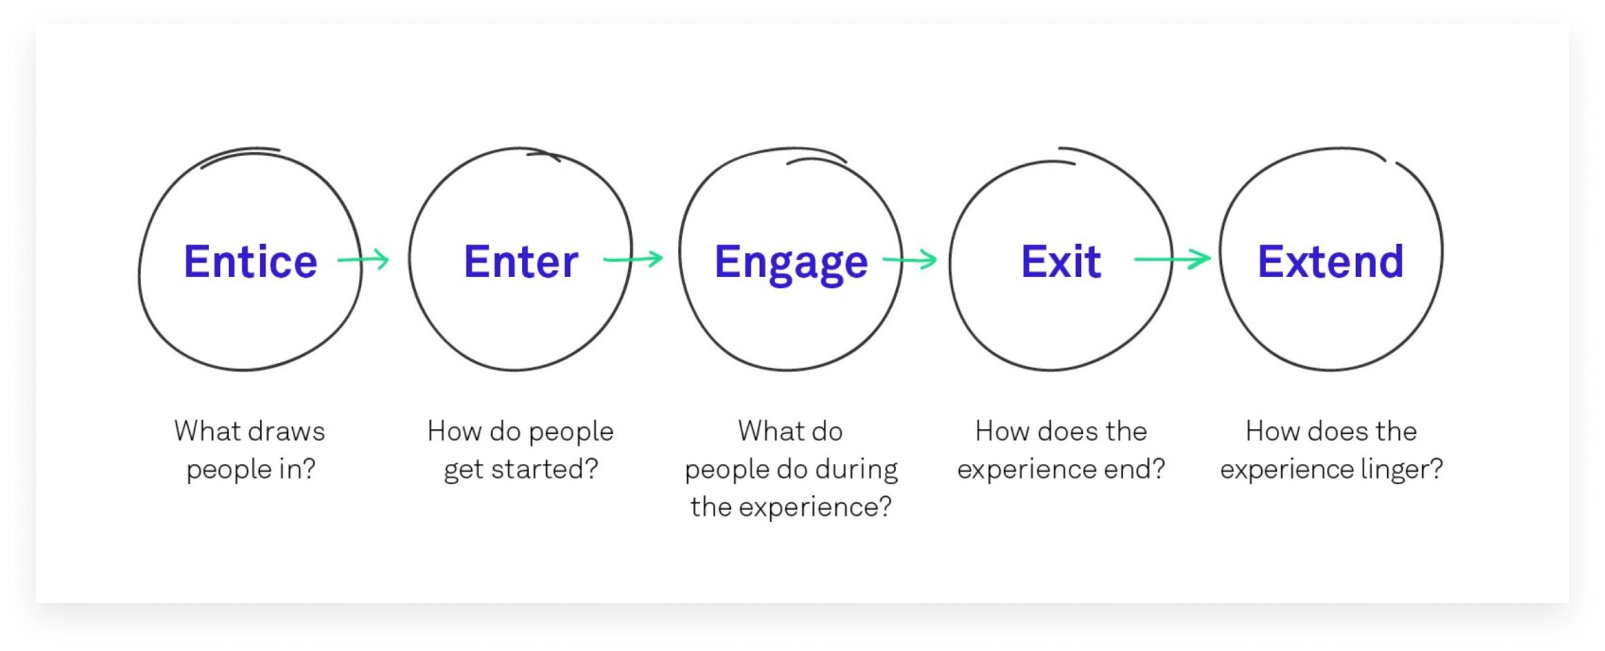 Entice
Enter
Engage
Exit
Extend
What draws
people in?
How do people
get started?
What do
people do during
the experience?
How does the
experience end?
How does the
experience linger?